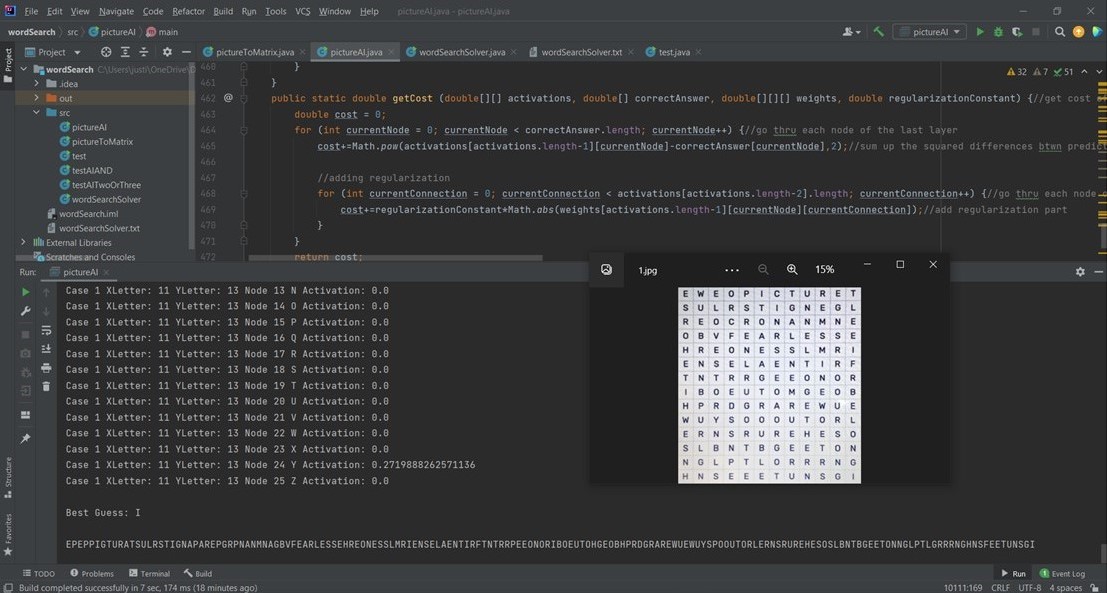 File Edit View Navigate Code Refactor Build Run Tools VCS Window Help pictureAI - pictureAI.java
wordSearch src pictureAI main pictureAI
Project pictureToMatrix.java pictureAI.java wordSearchSolver.java wordSearchSolver.txt test.java
Project
wordSearch
.idea
out
src
pictureAI
pictureToMatrix
test
testAIAND
testAITwoOrThree
wordSearchSolver
wordSearch.iml
wordSearchSolver.txt
External Libraries
Scratches and Consoles
32 7 51
460 }
461 }
462 @ public static double getCost (double[][] activations, double[] correctAnswer, double[][][] weights, double regularizationConstant) {//get cost
463 double cost = 0;
464 for (int currentNode = 0; currentNode < correctAnswer.length; currentNode++) {//go thru each node of the last layer
465 cost+=Math.pow(activations[activations.length-1][currentNode]-correctAnswer[currentNode],2);//sum up the squared differences btwn predic
466
467 //adding regularization
468 for (int currentConnection = 0; currentConnection < activations[activations.length-2].length; currentConnection++) {//go thru each node
469 cost+=regularizationConstant*Math.abs(weights[activations.length-1][currentNode][currentConnection]);//add regularization part
470 }
471 }
472 return cost;
Run: pictureAI
Case 1 XLetter: 11 YLetter: 13 Node 13 N Activation: 0.0
Case 1 XLetter: 11 YLetter: 13 Node 14 O Activation: 0.0
Case 1 XLetter: 11 YLetter: 13 Node 15 P Activation: 0.0
Case 1 XLetter: 11 YLetter: 13 Node 16 Q Activation: 0.0
Case 1 XLetter: 11 YLetter: 13 Node 17 R Activation: 0.0
Case 1 XLetter: 11 YLetter: 13 Node 18 S Activation: 0.0
Case 1 XLetter: 11 YLetter: 13 Node 19 T Activation: 0.0
Case 1 XLetter: 11 YLetter: 13 Node 20 U Activation: 0.0
Case 1 XLetter: 11 YLetter: 13 Node 21 V Activation: 0.0
Case 1 XLetter: 11 YLetter: 13 Node 22 W Activation: 0.0
Case 1 XLetter: 11 YLetter: 13 Node 23 X Activation: 0.0
Case 1 XLetter: 11 YLetter: 13 Node 24 Y Activation: 0.2719888262571136
Case 1 XLetter: 11 YLetter: 13 Node 25 Z Activation: 0.0
Best Guess: I
EPEPPIGTURATSULRSTIGNAPAREPGRPNANMNAGBVFEARLESSEHREONESSLMRIENSELAENTIRFTNTRRPEEONORIBOEUTOHGEOBHPRDGRAREWUEWUYSPOOUTORLERNSRUREHESOSLBNTBGEETONNGLPTLGRRRNGHNSFEETUNSGI
1.jpg ... 15%
E W E O P I C T U R E T
S U L R S T I G N E G L
R E O C R O N A N M N E
O B V F E A R L E S S E
H R E O N E S S L M R I
E N S E L A E N T I R F
T N T R R G E E O N O R
I B O E U T O M G E O B
H P R D G R A R E W U E
W U Y S O O O U T O R L
E R N S R U R E H E S O
S L B N T B G E E T O N
N G L P T L O R R R N G
H N S E E E T U N S G I
TODO Problems Terminal Build Run Event Log
Build completed successfully in 7 sec, 174 ms (18 minutes ago) 10111:169 CRLF UTF-8 4 spaces
Project
Structure
Favorites